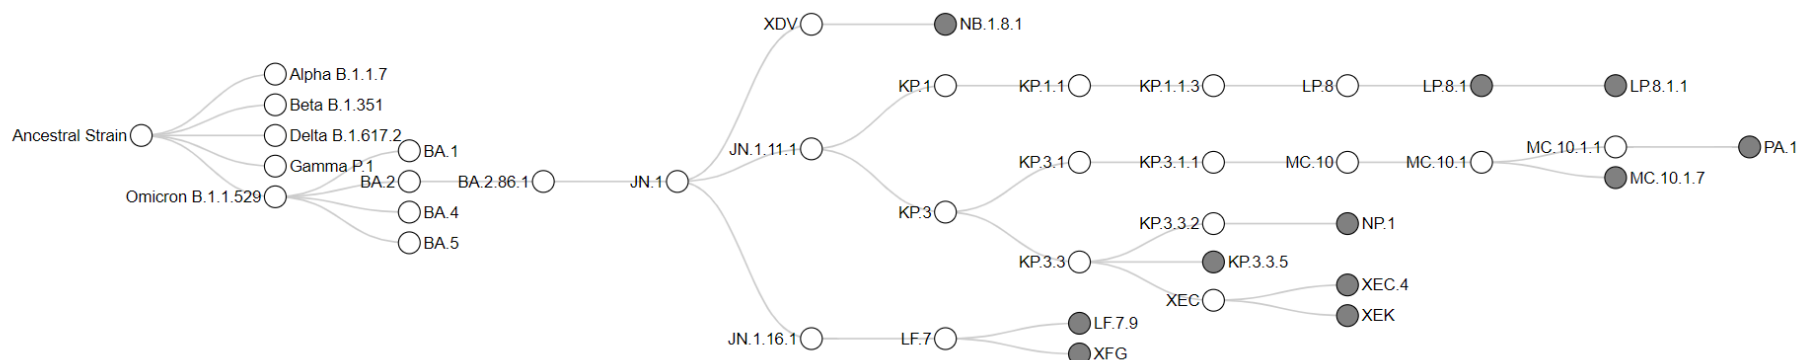 XDV
NB.1.8.1
Alpha B.1.1.7
KP.1
KP.1.1
KP.1.1.3
LP.8
LP.8.1
LP.8.1.1
Beta B.1.351
Ancestral Strain
Delta B.1.617.2
BA.1
JN.1.11.1
MC.10.1.1
PA.1
Gamma P.1
KP.3.1
KP.3.1.1
MC.10
MC.10.1
MC.10.1.7
Omicron B.1.1.529
BA.2
BA.2.86.1
JN.1
BA.4
KP.3
KP.3.3.2
NP.1
BA.5
KP.3.3
KP.3.3.5
XEC
XEC.4
XEK
JN.1.16.1
LF.7
LF.7.9
XFG